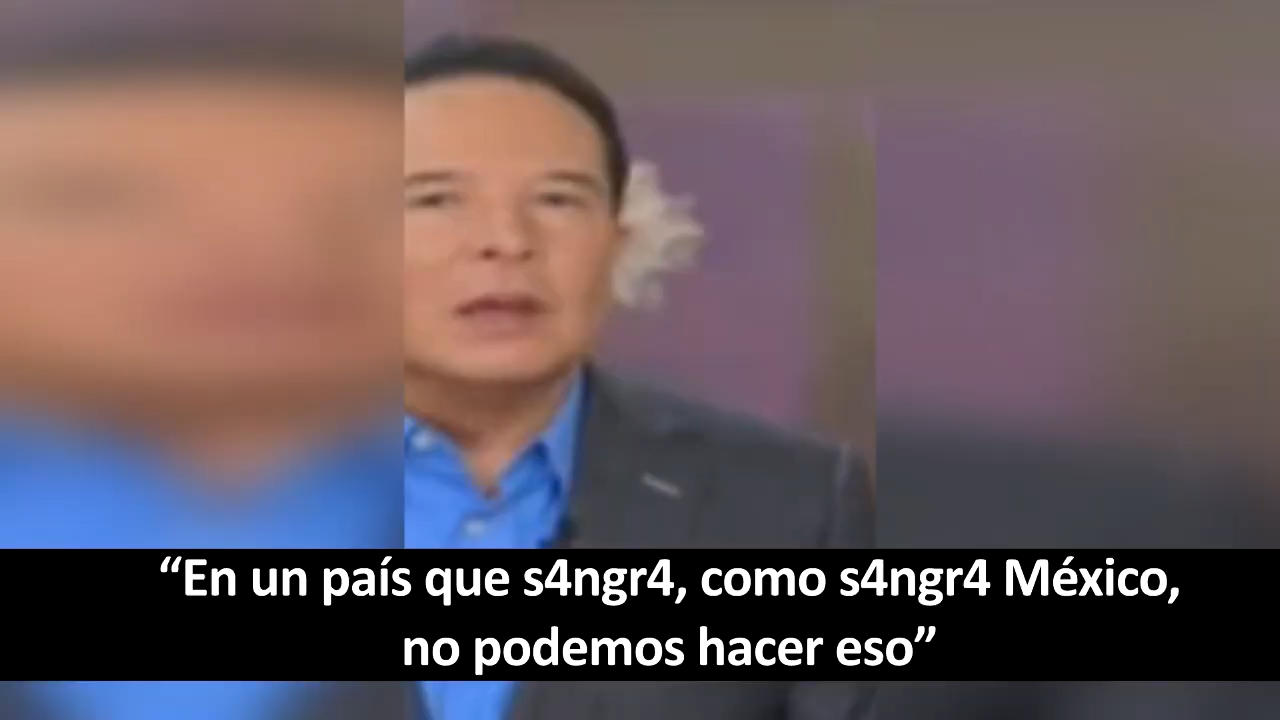 “En un país que s4ngr4, como s4ngr4 México,
no podemos hacer eso”